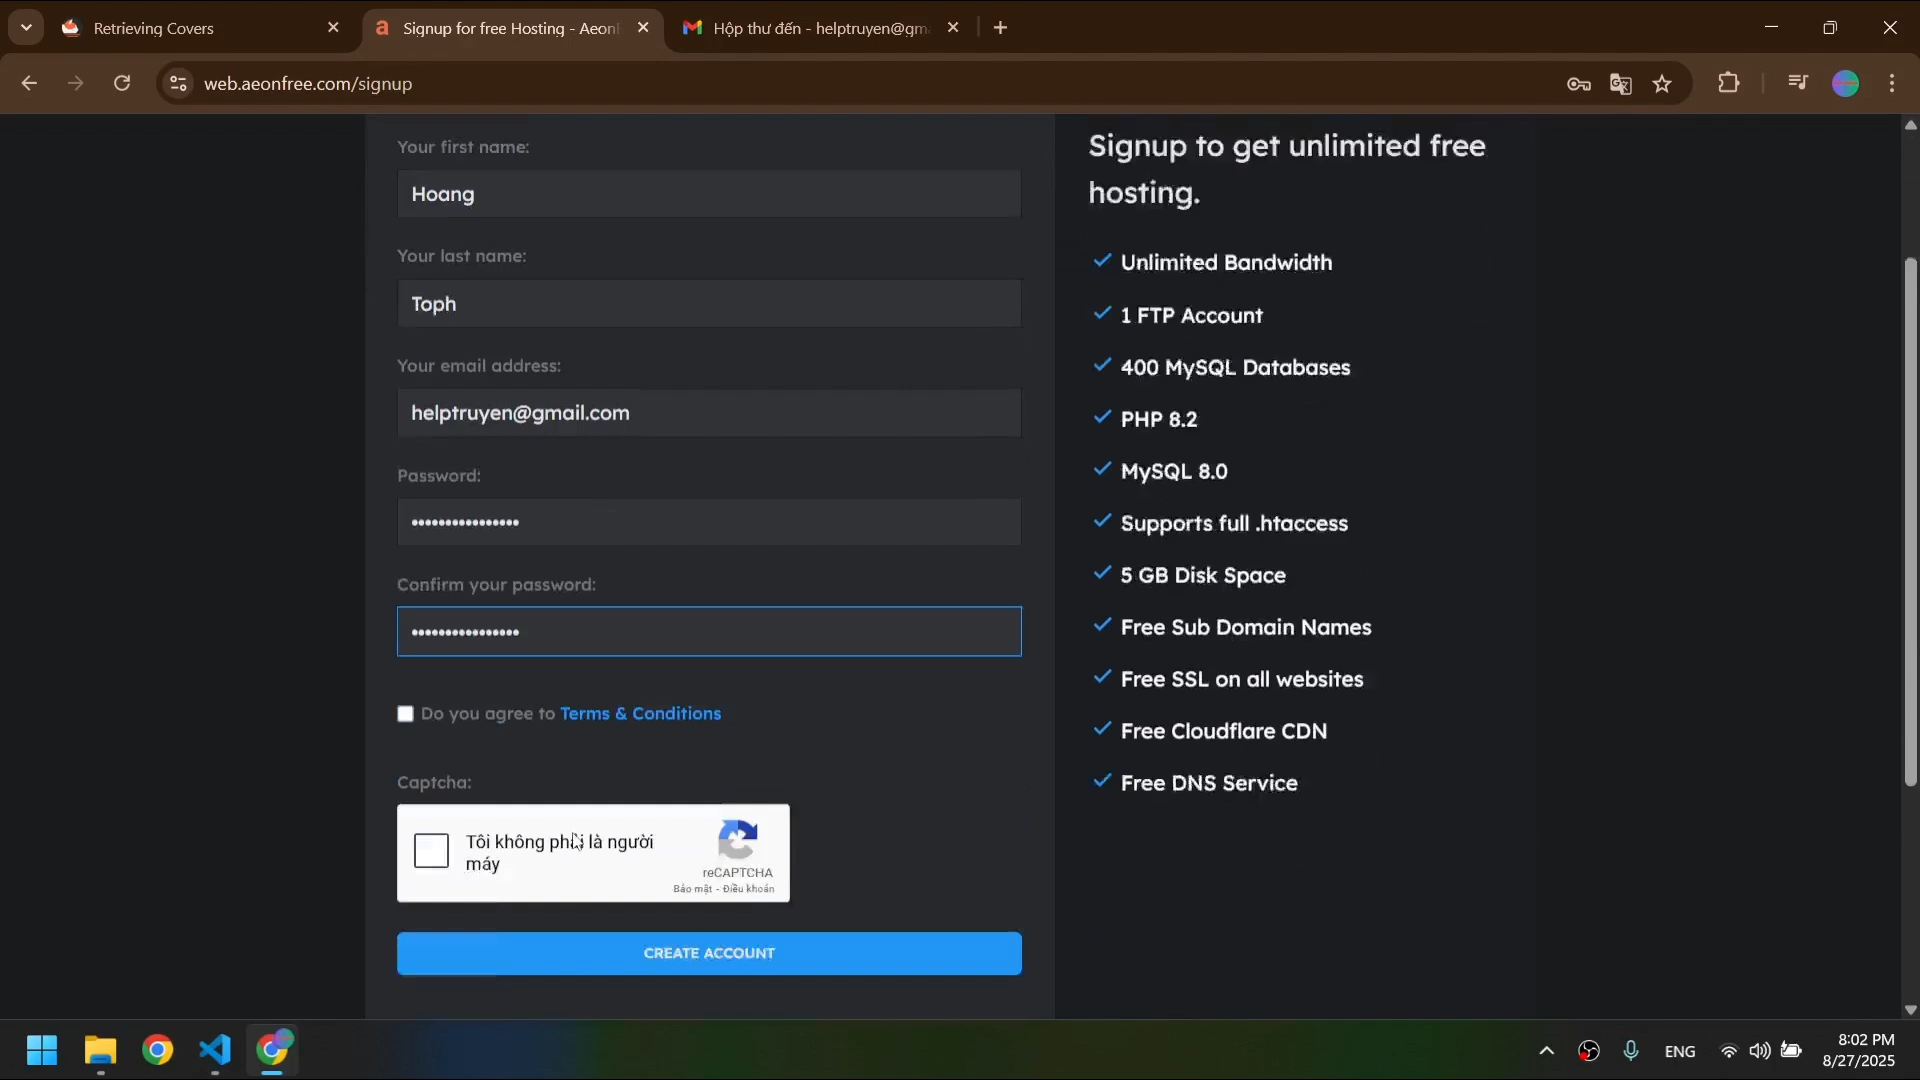 Retrieving Covers
Signup for free Hosting - Aeon
Hộp thư đến - helptruyen@gm
web.aeonfree.com/signup
Your first name:
Hoang
Your last name:
Toph
Your email address:
helptruyen@gmail.com
Password:
••••••••••••••••
Confirm your password:
••••••••••••••••
Do you agree to Terms & Conditions
Captcha:
Tôi không phải là người
máy
reCAPTCHA
Bảo mật - Điều khoản
CREATE ACCOUNT
Signup to get unlimited free
hosting.
Unlimited Bandwidth
1 FTP Account
400 MySQL Databases
PHP 8.2
MySQL 8.0
Supports full .htaccess
5 GB Disk Space
Free Sub Domain Names
Free SSL on all websites
Free Cloudflare CDN
Free DNS Service
ENG
8:02 PM
8/27/2025